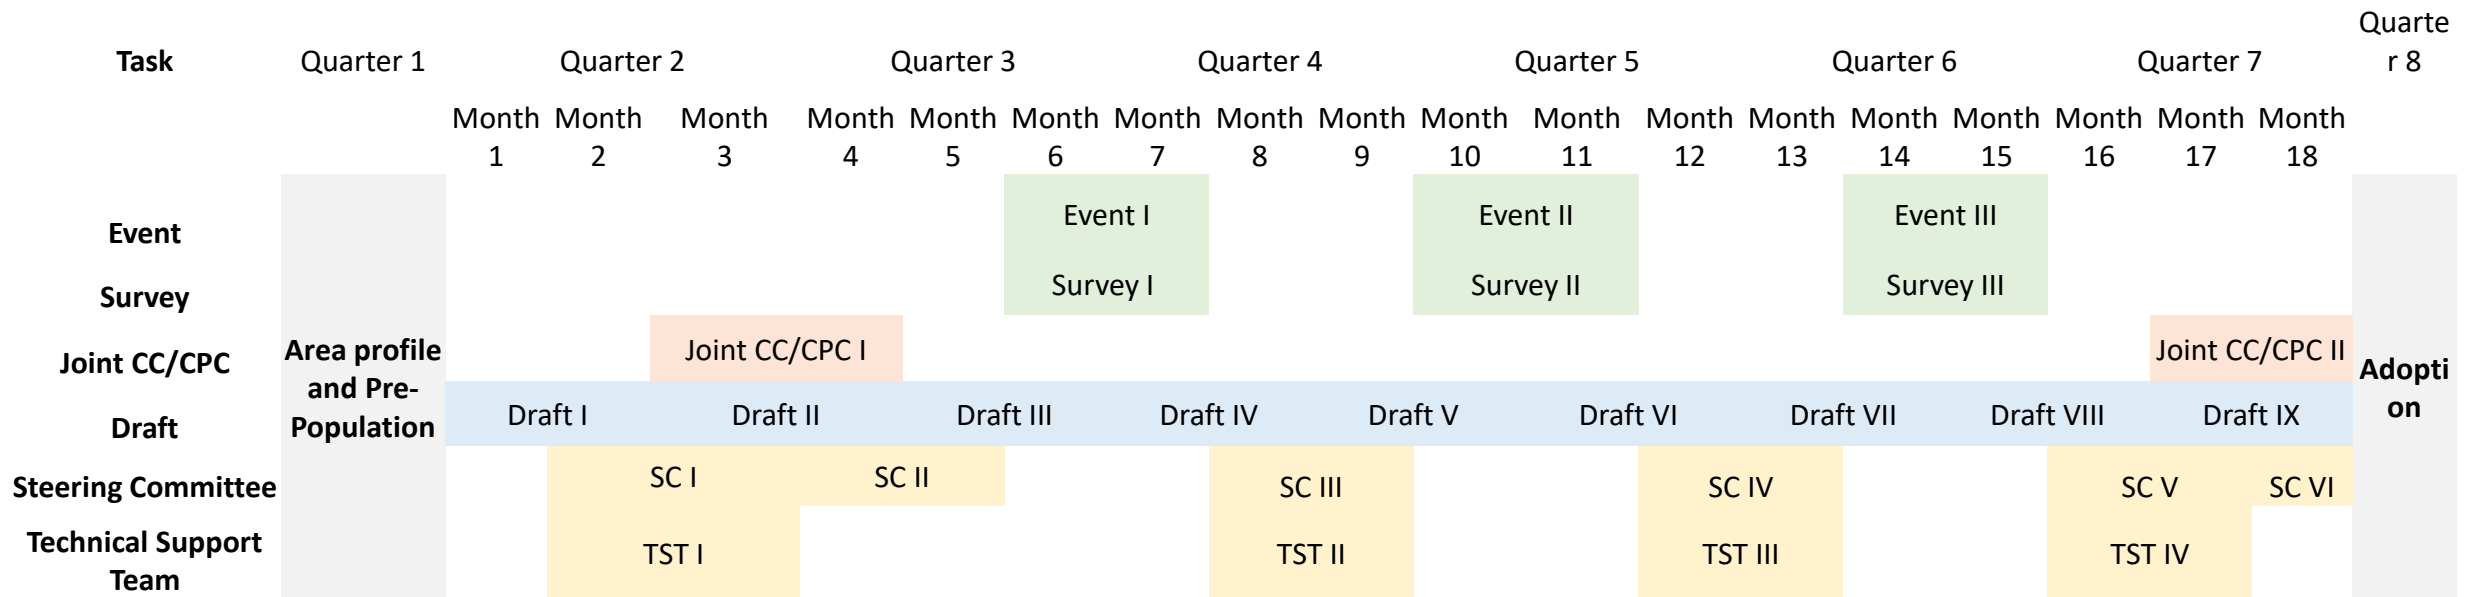 Quarte
Task Quarter 1 Quarter 2 Quarter 3 Quarter 4 Quarter 5 Quarter 6 Quarter 7 r 8
Month Month Month Month Month Month Month Month Month Month Month Month Month Month Month Month Month Month
1 2 3 4 5 6 7 8 9 10 11 12 13 14 15 16 17 18
Event Event I Event II Event III
Survey Survey I Survey II Survey III
Joint CC/CPC Joint CC/CPC I Joint CC/CPC II
Area profile
and Pre-
Population
Adopti
on
Draft Draft I Draft II Draft III Draft IV Draft V Draft VI Draft VII Draft VIII Draft IX
Steering Committee SC I SC II SC III SC IV SC V SC VI
Technical Support
Team
TST I TST II TST III TST IV